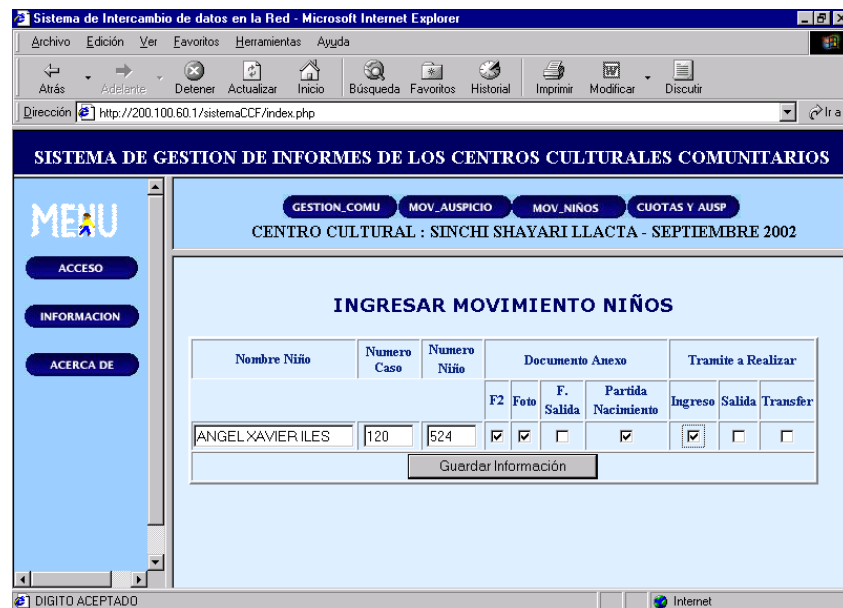 Sistema de Intercambio de datos en la Red - Microsoft Internet Explorer
Archivo Edición Ver Favoritos Herramientas Ayuda
Atrás Adelante Detener Actualizar Inicio Búsqueda Favoritos Historial Imprimir Modificar Discutir
Dirección http://200.100.60.1/sistemaCCF/index.php Ir a
SISTEMA DE GESTION DE INFORMES DE LOS CENTROS CULTURALES COMUNITARIOS
MENU
ACCESO
INFORMACION
ACERCA DE
GESTION_COMU MOV_AUSPICIO MOV_NIÑOS CUOTAS Y AUSP
CENTRO CULTURAL : SINCHI SHAYARI LLACTA - SEPTIEMBRE 2002
INGRESAR MOVIMIENTO NIÑOS
Nombre Niño Numero Caso Numero Niño Documento Anexo Tramite a Realizar
F2 Foto F. Salida Partida Nacimiento Ingreso Salida Transfer
ANGEL XAVIER ILES 120 524
Guardar Información
DIGITO ACEPTADO Internet